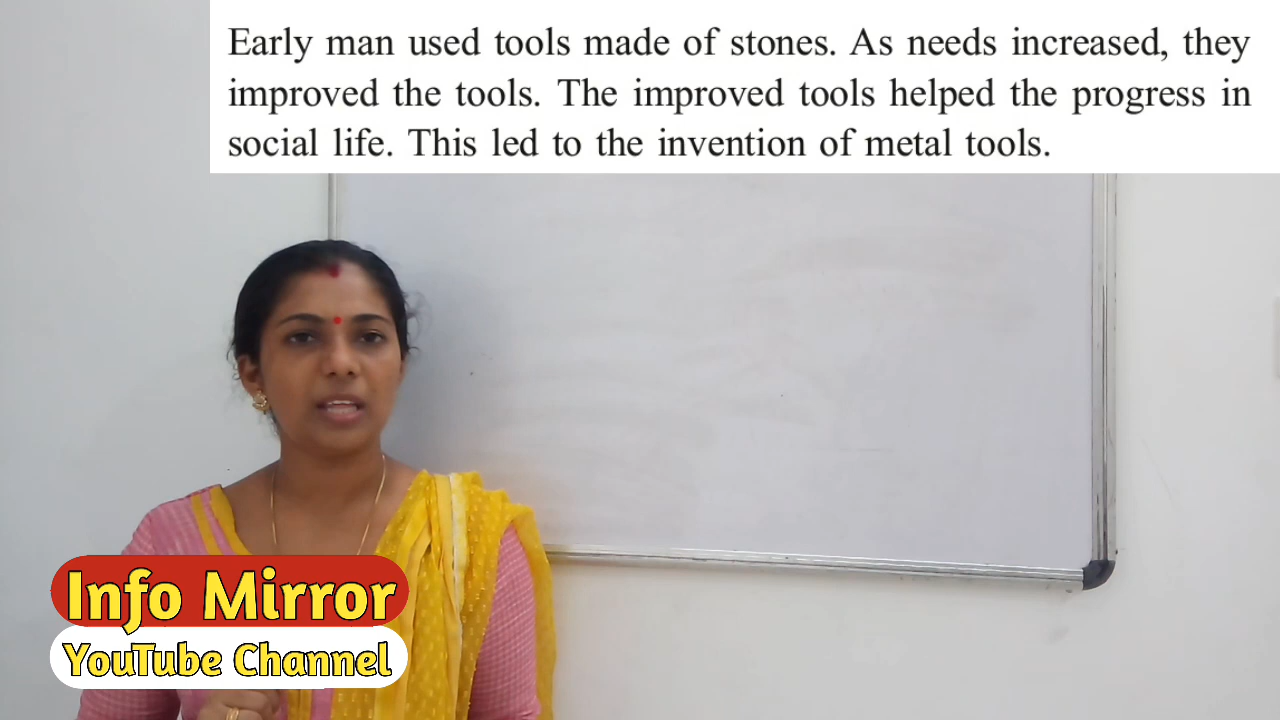 Early man used tools made of stones. As needs increased, they
improved the tools. The improved tools helped the progress in
social life. This led to the invention of metal tools.
Info Mirror
YouTube Channel